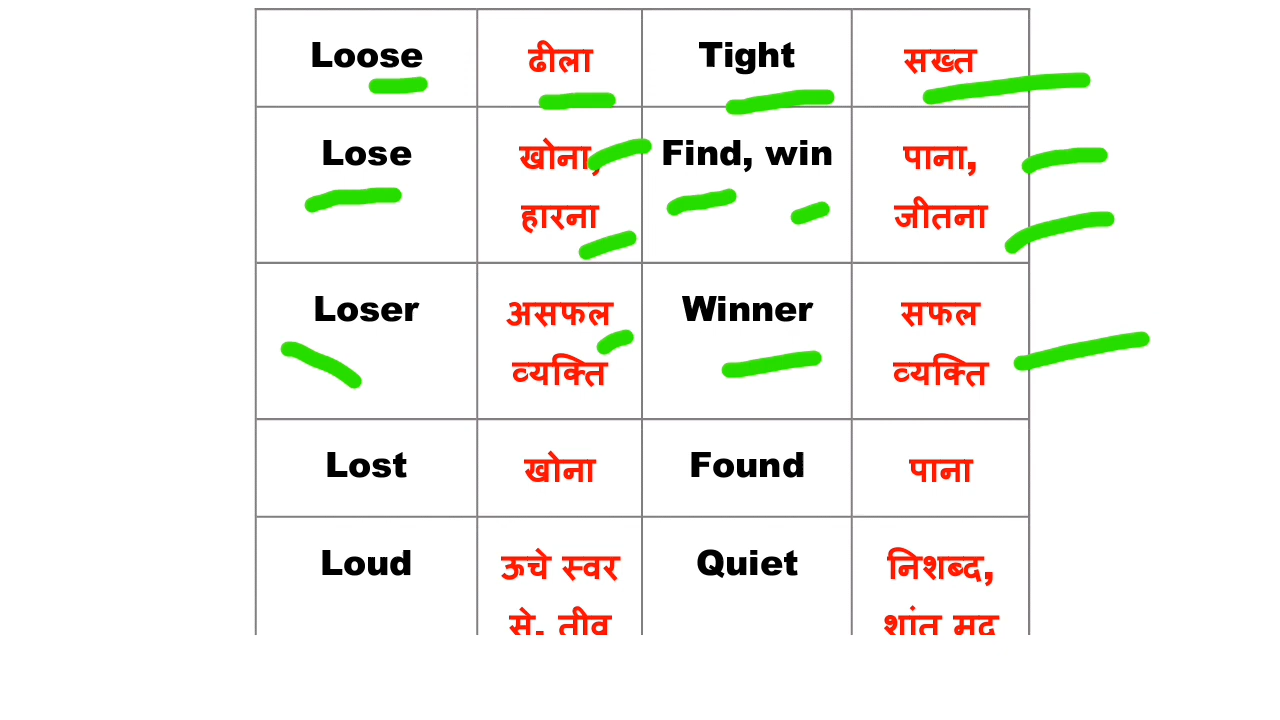 Loose ढीला Tight सख्त
Lose खोना, Find, win पाना,
हारना जीतना
Loser असफल Winner सफल
व्यक्ति व्यक्ति
Lost खोना Found पाना
Loud ऊचे स्वर Quiet निशब्द,
से, तीव्र शांत मद